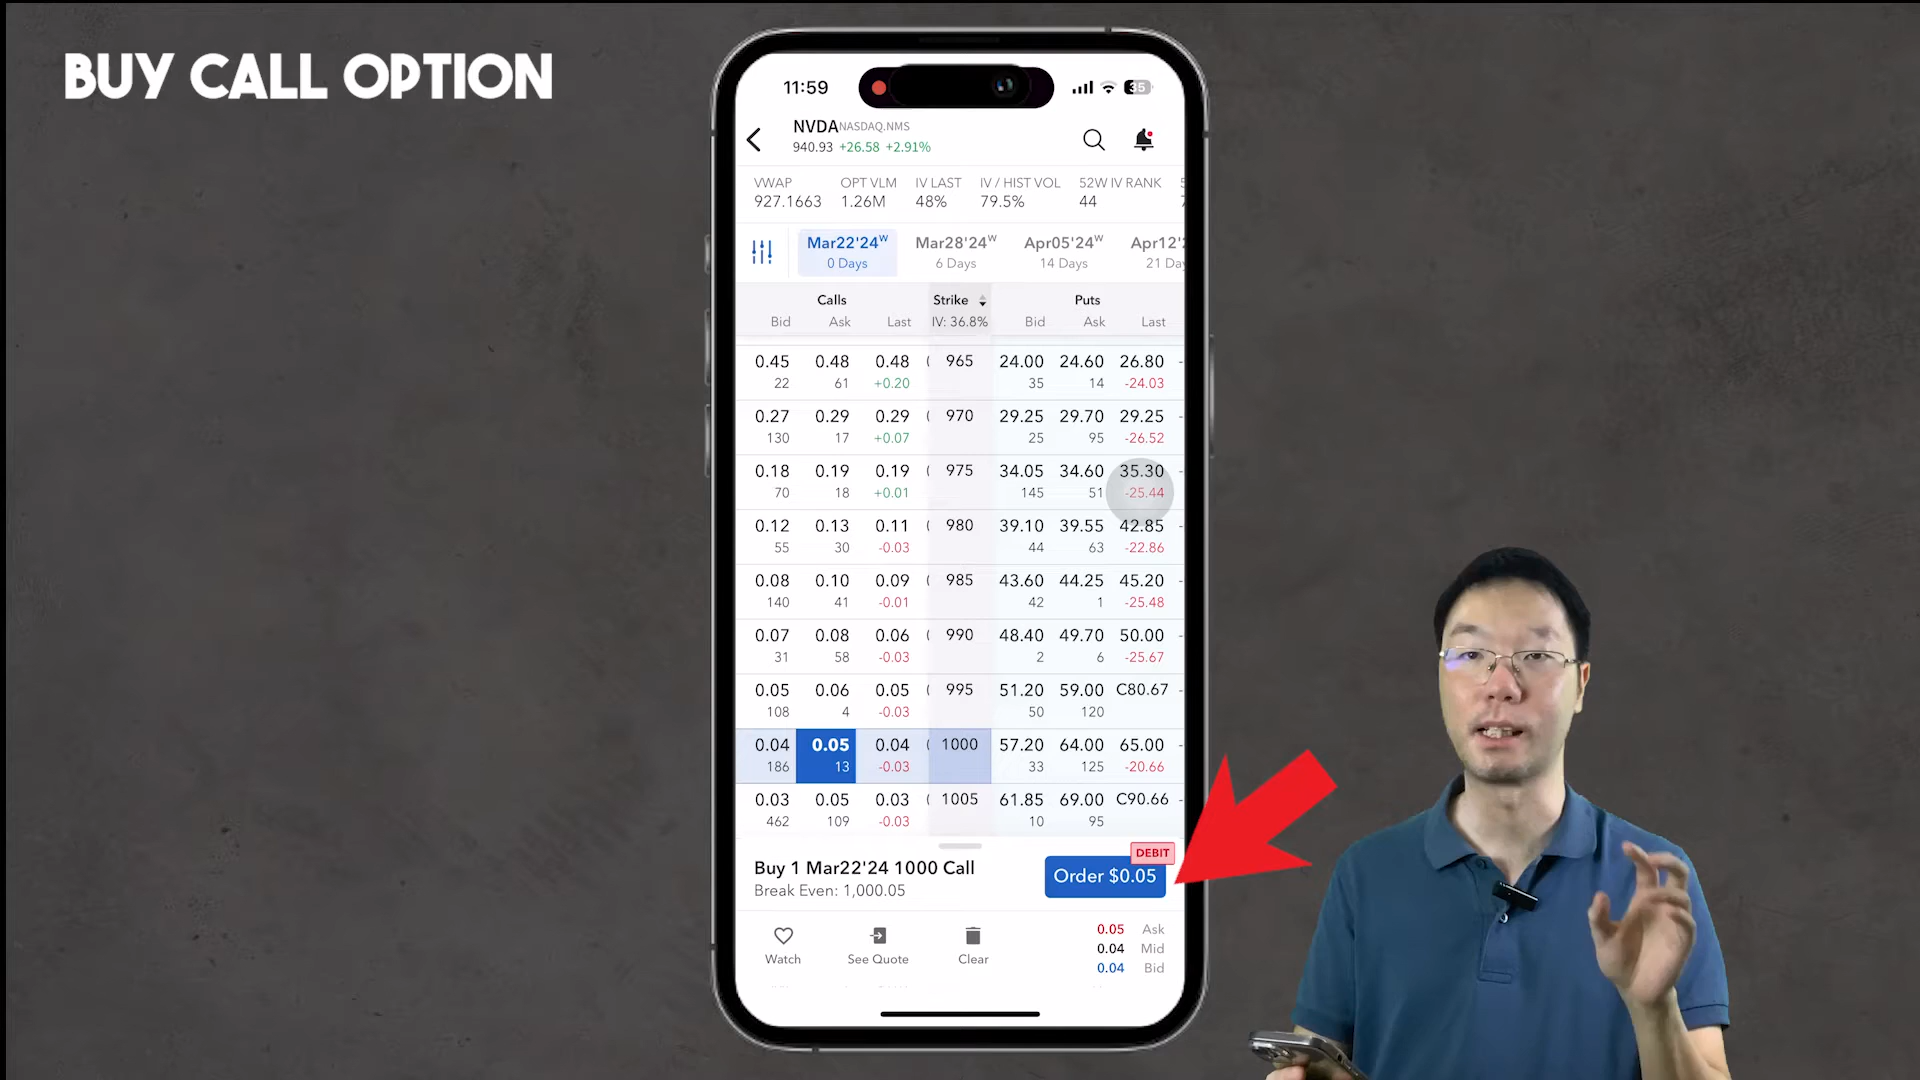 BUY CALL OPTION
11:59
35
NVDA NASDAQ.NMS
940.93 +26.58 +2.91%
VWAP OPT VLM IV LAST IV / HIST VOL 52W IV RANK
927.1663 1.26M 48% 79.5% 44
Mar22'24W Mar28'24W Apr05'24W Apr12'2
0 Days 6 Days 14 Days 21 Day
Calls Strike Puts
Bid Ask Last IV: 36.8% Bid Ask Last
0.45 0.48 0.48 965 24.00 24.60 26.80
22 61 +0.20 35 14 -24.03
0.27 0.29 0.29 970 29.25 29.70 29.25
130 17 +0.07 25 95 -26.52
0.18 0.19 0.19 975 34.05 34.60 35.30
70 18 +0.01 145 51 -25.44
0.12 0.13 0.11 980 39.10 39.55 42.85
55 30 -0.03 44 63 -22.86
0.08 0.10 0.09 985 43.60 44.25 45.20
140 41 -0.01 42 1 -25.48
0.07 0.08 0.06 990 48.40 49.70 50.00
31 58 -0.03 2 6 -25.67
0.05 0.06 0.05 995 51.20 59.00 C80.67
108 4 -0.03 50 120
0.04 0.05 0.04 1000 57.20 64.00 65.00
186 13 -0.03 33 125 -20.66
0.03 0.05 0.03 1005 61.85 69.00 C90.66
462 109 -0.03 10 95
DEBIT
Buy 1 Mar22'24 1000 Call
Order $0.05
Break Even: 1,000.05
0.05 Ask
0.04 Mid
Watch See Quote Clear
0.04 Bid